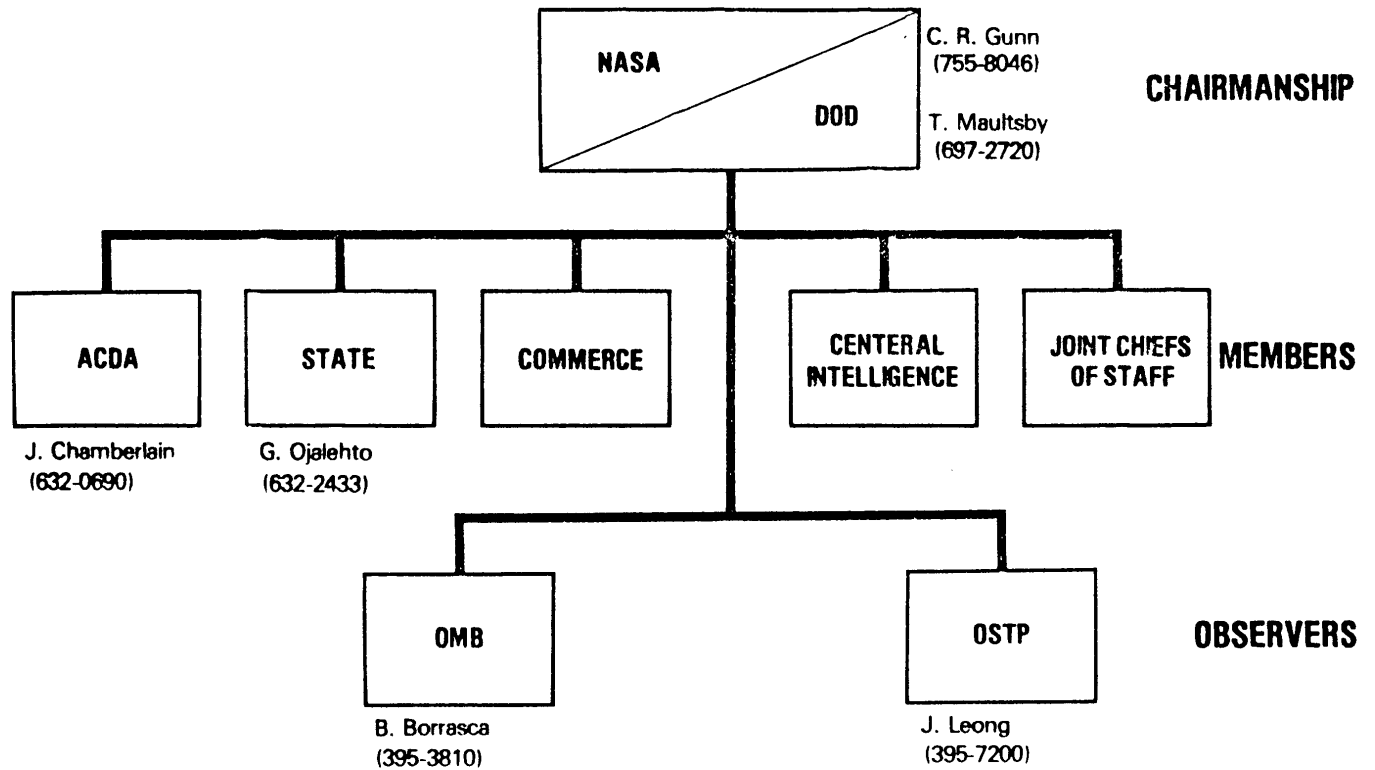 NASA
DOD
C. R. Gunn
(755-8046)
T. Maultsby
(697-2720)
CHAIRMANSHIP
ACDA
J. Chamberlain
(632-0690)
STATE
G. Ojalehto
(632-2433)
COMMERCE
CENTERAL
INTELLIGENCE
JOINT CHIEFS
OF STAFF
MEMBERS
OMB
B. Borrasca
(395-3810)
OSTP
J. Leong
(395-7200)
OBSERVERS